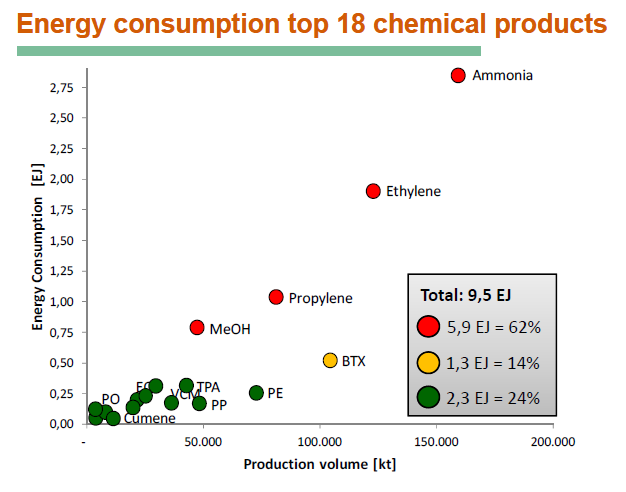 Energy consumption top 18 chemical products
Energy Consumption [EJ]
2,75
2,50
2,25
2,00
1,75
1,50
1,25
1,00
0,75
0,50
0,25
0,00
Ammonia
Ethylene
Propylene
MeOH
BTX
TPA
VCM
PE
PO
PP
Cumene
Total: 9,5 EJ
5,9 EJ = 62%
1,3 EJ = 14%
2,3 EJ = 24%
-
50.000
100.000
150.000
200.000
Production volume [kt]